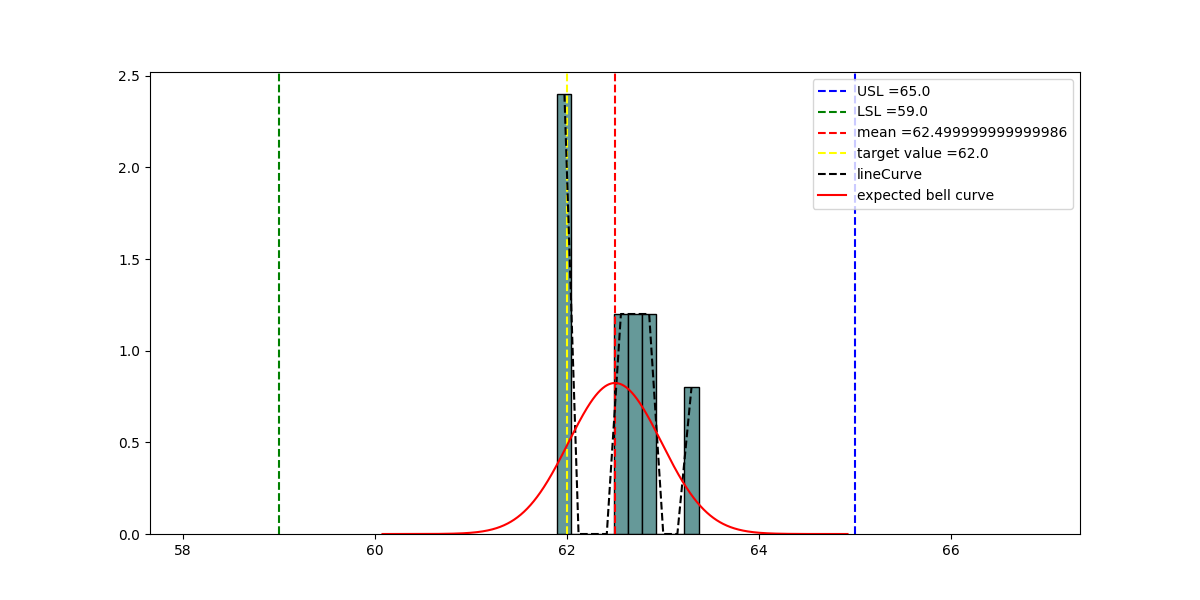 2.5
2.0
1.5
1.0
0.5
0.0
58
60
62
64
66
USL =65.0
LSL =59.0
mean =62.499999999999986
target value =62.0
lineCurve
expected bell curve